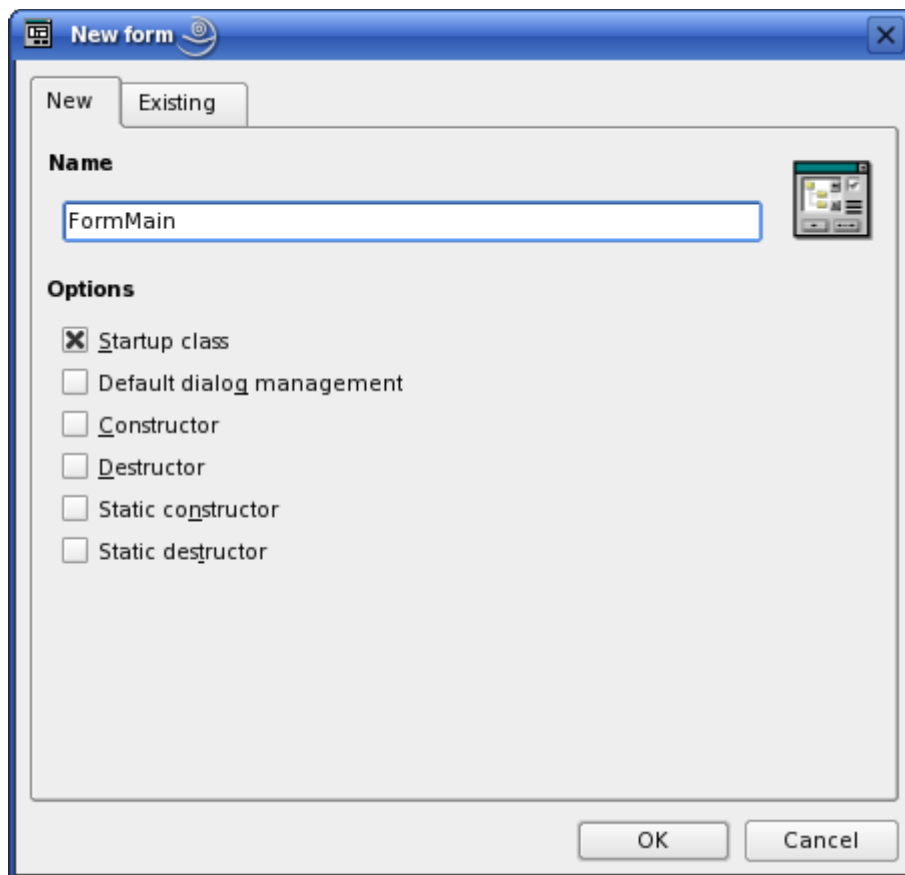 New form
New Existing
Name
FormMain
Options
Startup class
Default dialog management
Constructor
Destructor
Static constructor
Static destructor
OK Cancel